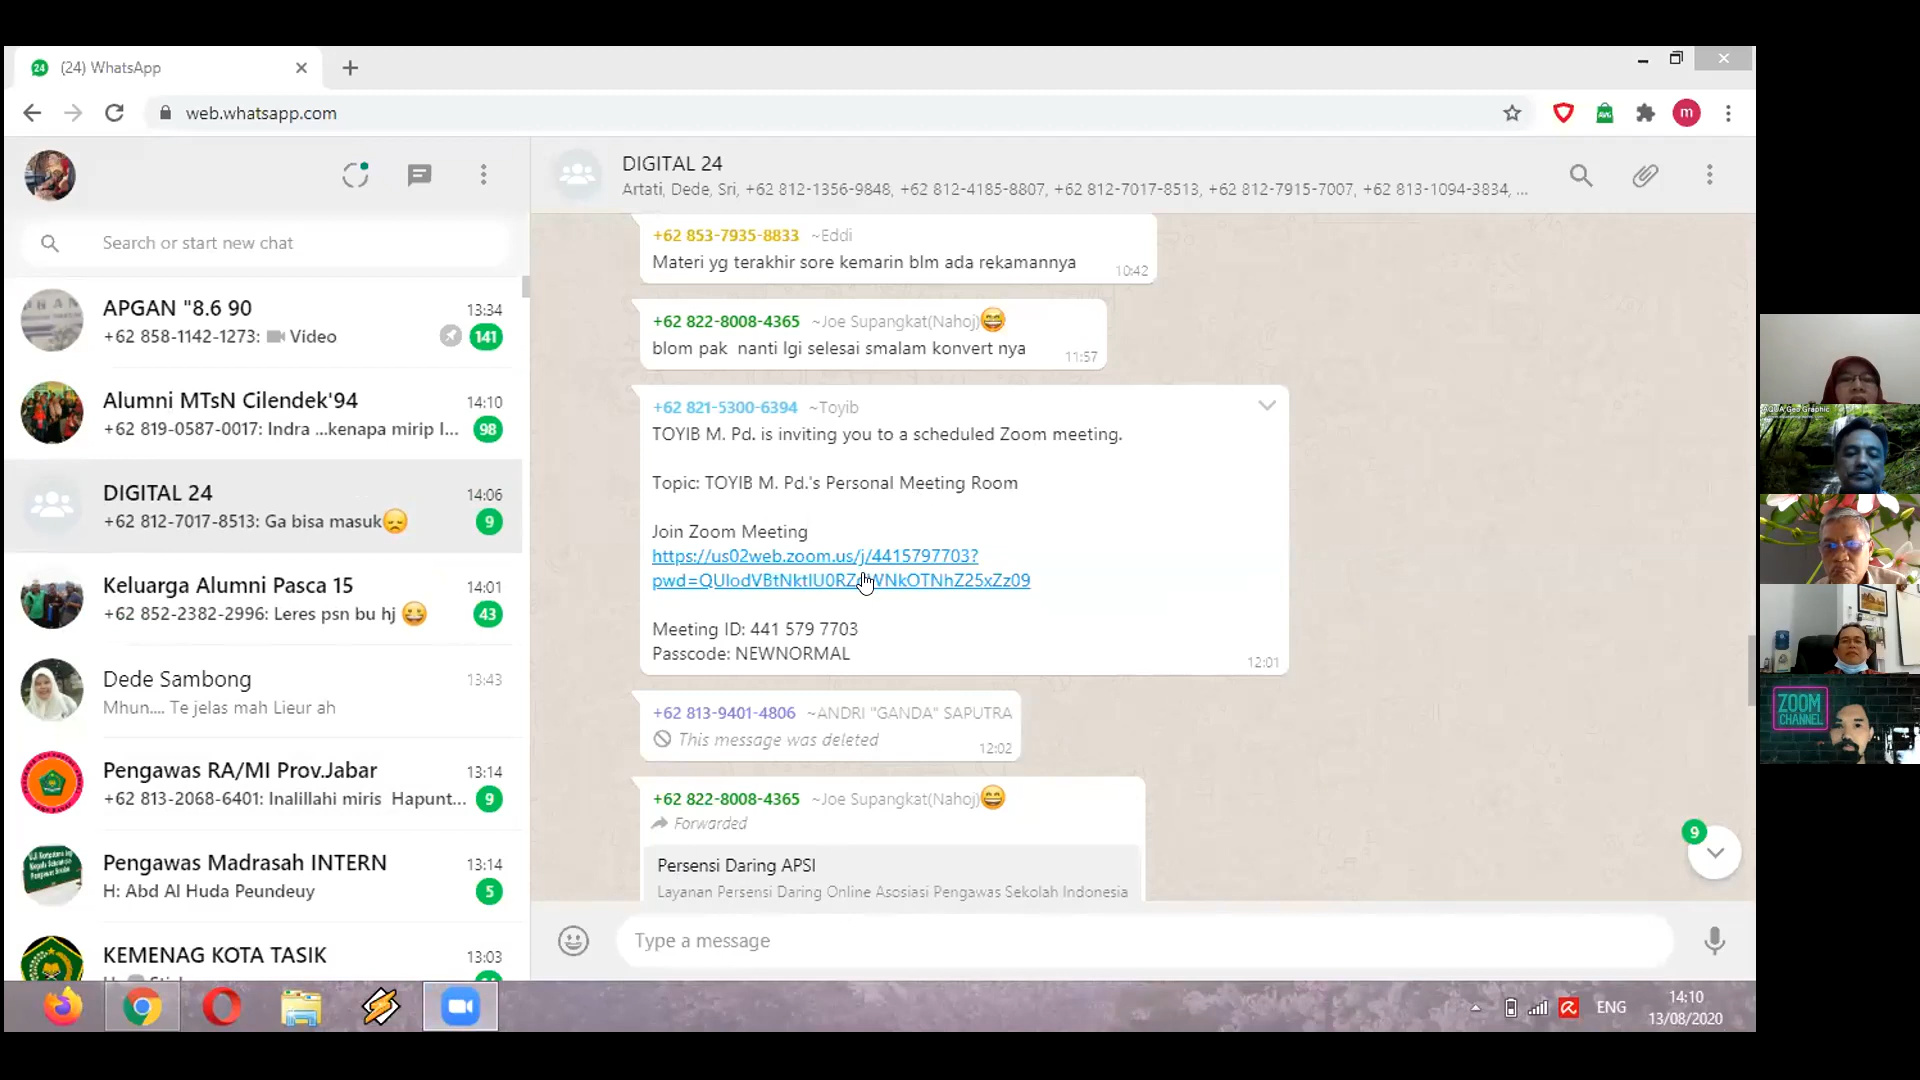 (24) WhatsApp
web.whatsapp.com
m
Search or start new chat
APGAN "8.6 90
13:34
+62 858-1142-1273: Video
141
Alumni MTsN Cilendek'94
14:10
+62 819-0587-0017: Indra ...kenapa mirip l...
98
DIGITAL 24
14:06
+62 812-7017-8513: Ga bisa masuk😞
9
Keluarga Alumni Pasca 15
14:01
+62 852-2382-2996: Leres psn bu hj 😄
43
Dede Sambong
13:43
Mhun.... Te jelas mah Lieur ah
Pengawas RA/MI Prov.Jabar
13:14
+62 813-2068-6401: Inalillahi miris Hapunt...
9
Pengawas Madrasah INTERN
13:14
H: Abd Al Huda Peundeuy
5
KEMENAG KOTA TASIK
13:03
DIGITAL 24
Artati, Dede, Sri, +62 812-1356-9848, +62 812-4185-8807, +62 812-7017-8513, +62 812-7915-7007, +62 813-1094-3834, ...
+62 853-7935-8833 ~Eddi
Materi yg terakhir sore kemarin blm ada rekamannya
10:42
+62 822-8008-4365 ~Joe Supangkat(Nahoj)😄
blom pak nanti lgi selesai smalam konvert nya
11:57
+62 821-5300-6394 ~Toyib
TOYIB M. Pd. is inviting you to a scheduled Zoom meeting.
Topic: TOYIB M. Pd.'s Personal Meeting Room
Join Zoom Meeting
https://us02web.zoom.us/j/4415797703?
Meeting ID: 441 579 7703
Passcode: NEWNORMAL
12:01
+62 813-9401-4806 ~ANDRI "GANDA" SAPUTRA
This message was deleted
12:02
+62 822-8008-4365 ~Joe Supangkat(Nahoj)😄
Forwarded
Persensi Daring APSI
Layanan Persensi Daring Online Asosiasi Pengawas Sekolah Indonesia
9
Type a message
ENG
14:10
13/08/2020
ZOOM
CHANNEL